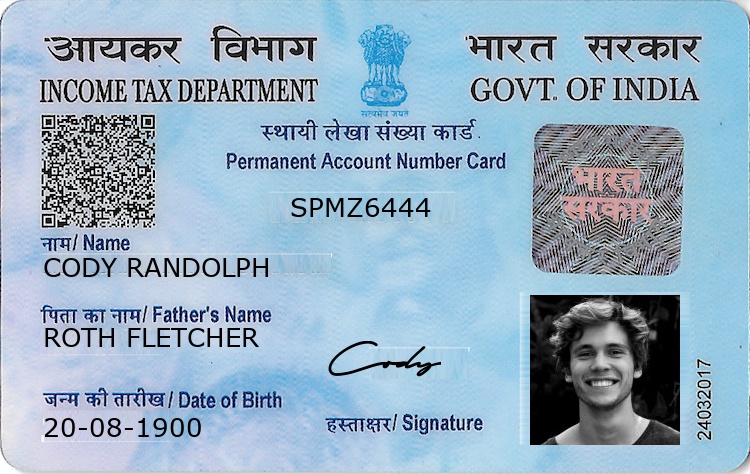 आयकर विभाग
INCOME TAX DEPARTMENT
भारत सरकार
GOVT. OF INDIA
सत्यमेव जयते
स्थायी लेखा संख्या कार्ड
Permanent Account Number Card
SPMZ6444
भारत
सरकार
नाम/ Name
CODY RANDOLPH
पिता का नाम/ Father's Name
ROTH FLETCHER
जन्म की तारीख/ Date of Birth
20-08-1900
Cody
हस्ताक्षर/ Signature
24032017